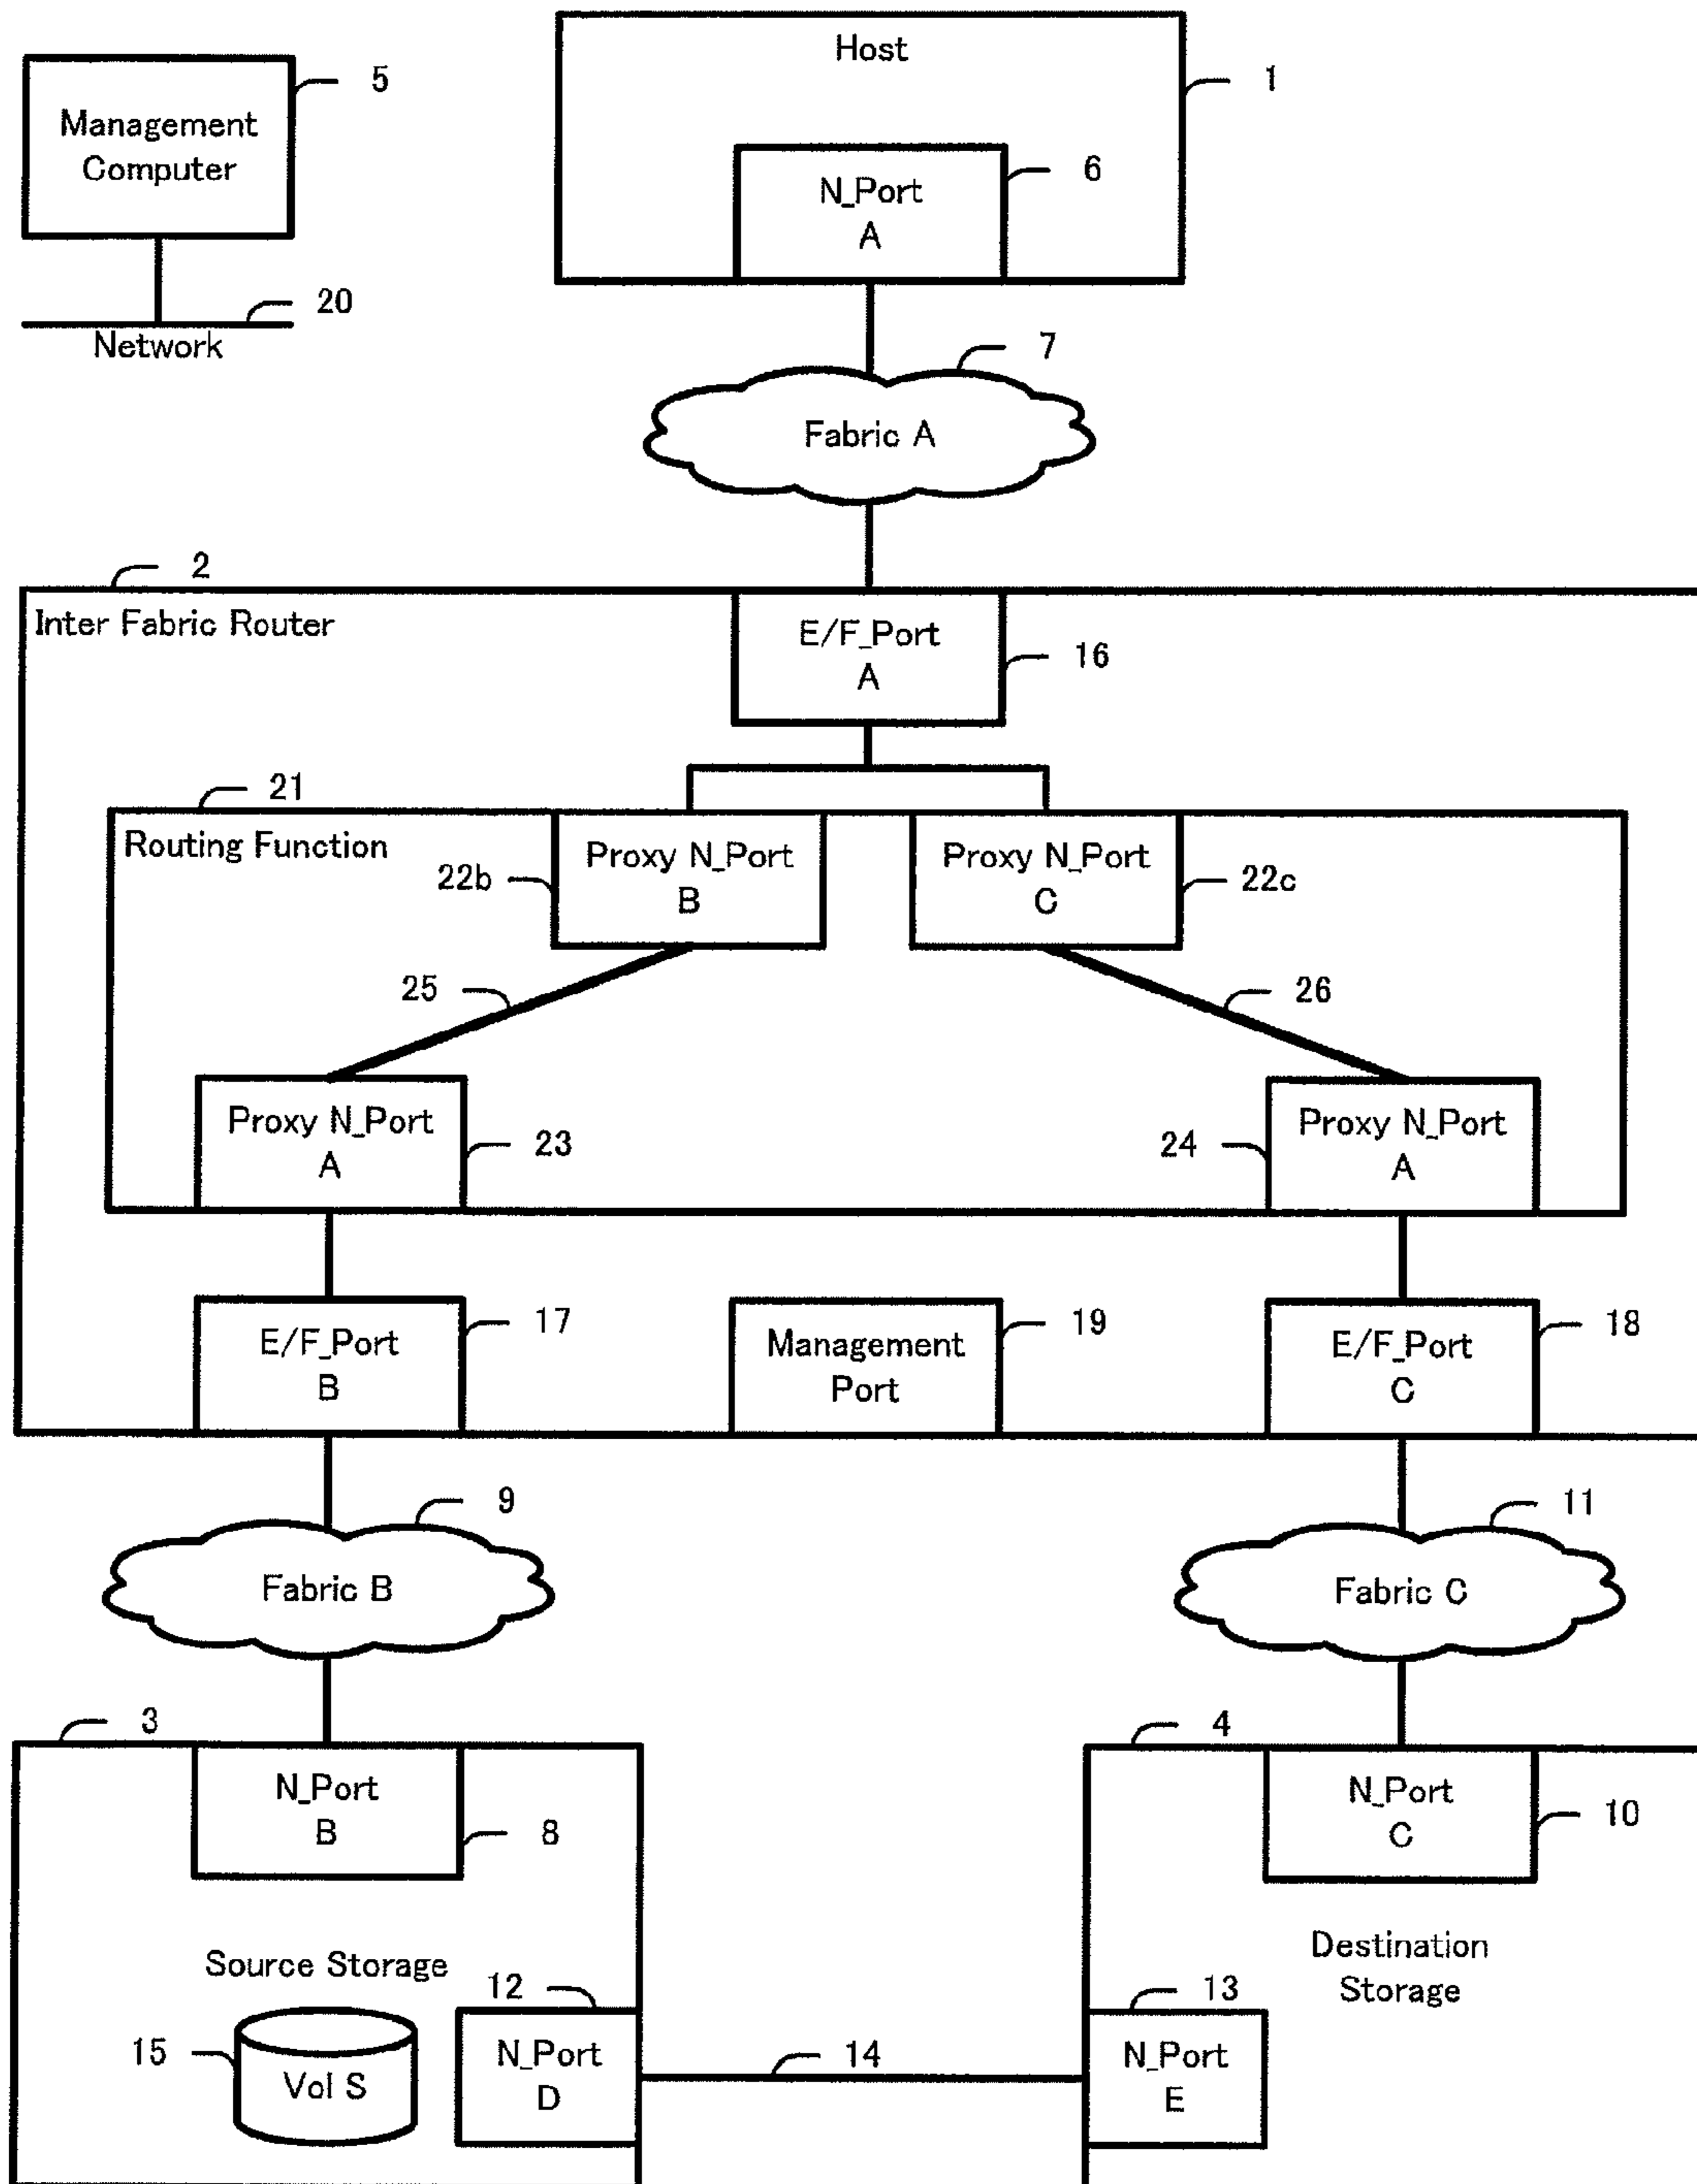 Host
5
1
Management
Computer
6
N_Port
A
20
Network
7
Fabric A
2
Inter Fabric Router
E/F_Port
A
16
21
Routing Function
Proxy N_Port
B
22b
Proxy N_Port
C
22c
25
26
Proxy N_Port
A
23
24
Proxy N_Port
A
E/F_Port
B
17
Management
Port
19
E/F_Port
C
18
9
Fabric B
11
Fabric C
3
N_Port
B
8
4
N_Port
C
10
Source Storage
Destination
Storage
12
13
15
Vol S
N_Port
D
14
N_Port
E